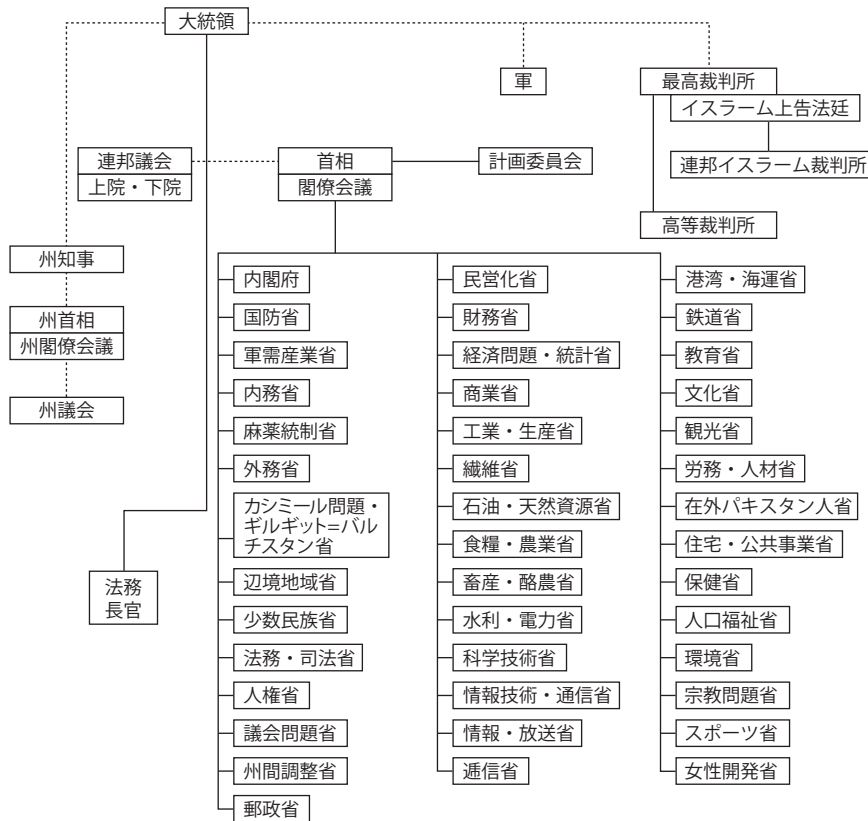 大統領
軍
最高裁判所
イスラーム上告法廷
連邦イスラーム裁判所
高等裁判所
連邦議会
上院・下院
首相
閣僚会議
計画委員会
州知事
州首相
州閣僚会議
州議会
法務
長官
内閣府
国防省
軍需産業省
内務省
麻薬統制省
外務省
カシミール問題・
ギルギット=バル
チスタン省
辺境地域省
少数民族省
法務・司法省
人権省
議会問題省
州間調整省
郵政省
民営化省
財務省
経済問題・統計省
商業省
工業・生産省
繊維省
石油・天然資源省
食糧・農業省
畜産・酪農省
水利・電力省
科学技術省
情報技術・通信省
情報・放送省
逓信省
港湾・海運省
鉄道省
教育省
文化省
観光省
労務・人材省
在外パキスタン人省
住宅・公共事業省
保健省
人口福祉省
環境省
宗教問題省
スポーツ省
女性開発省